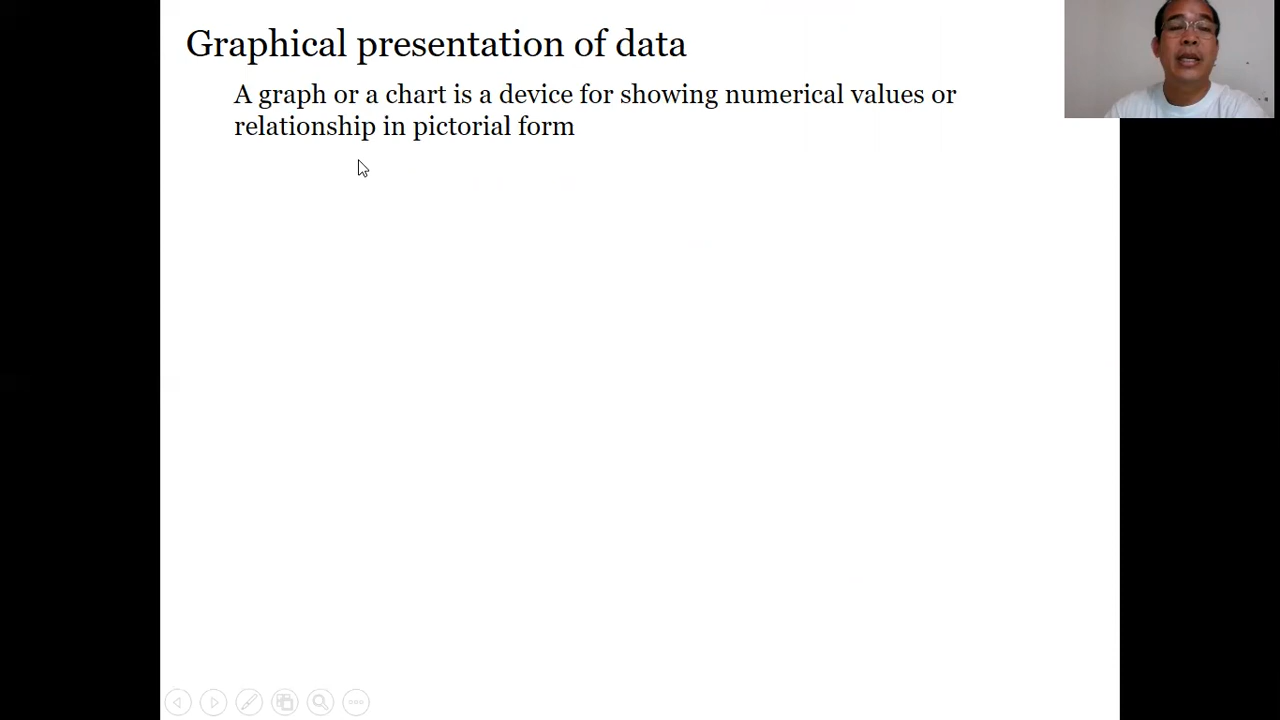 Graphical presentation of data
A graph or a chart is a device for showing numerical values or
relationship in pictorial form